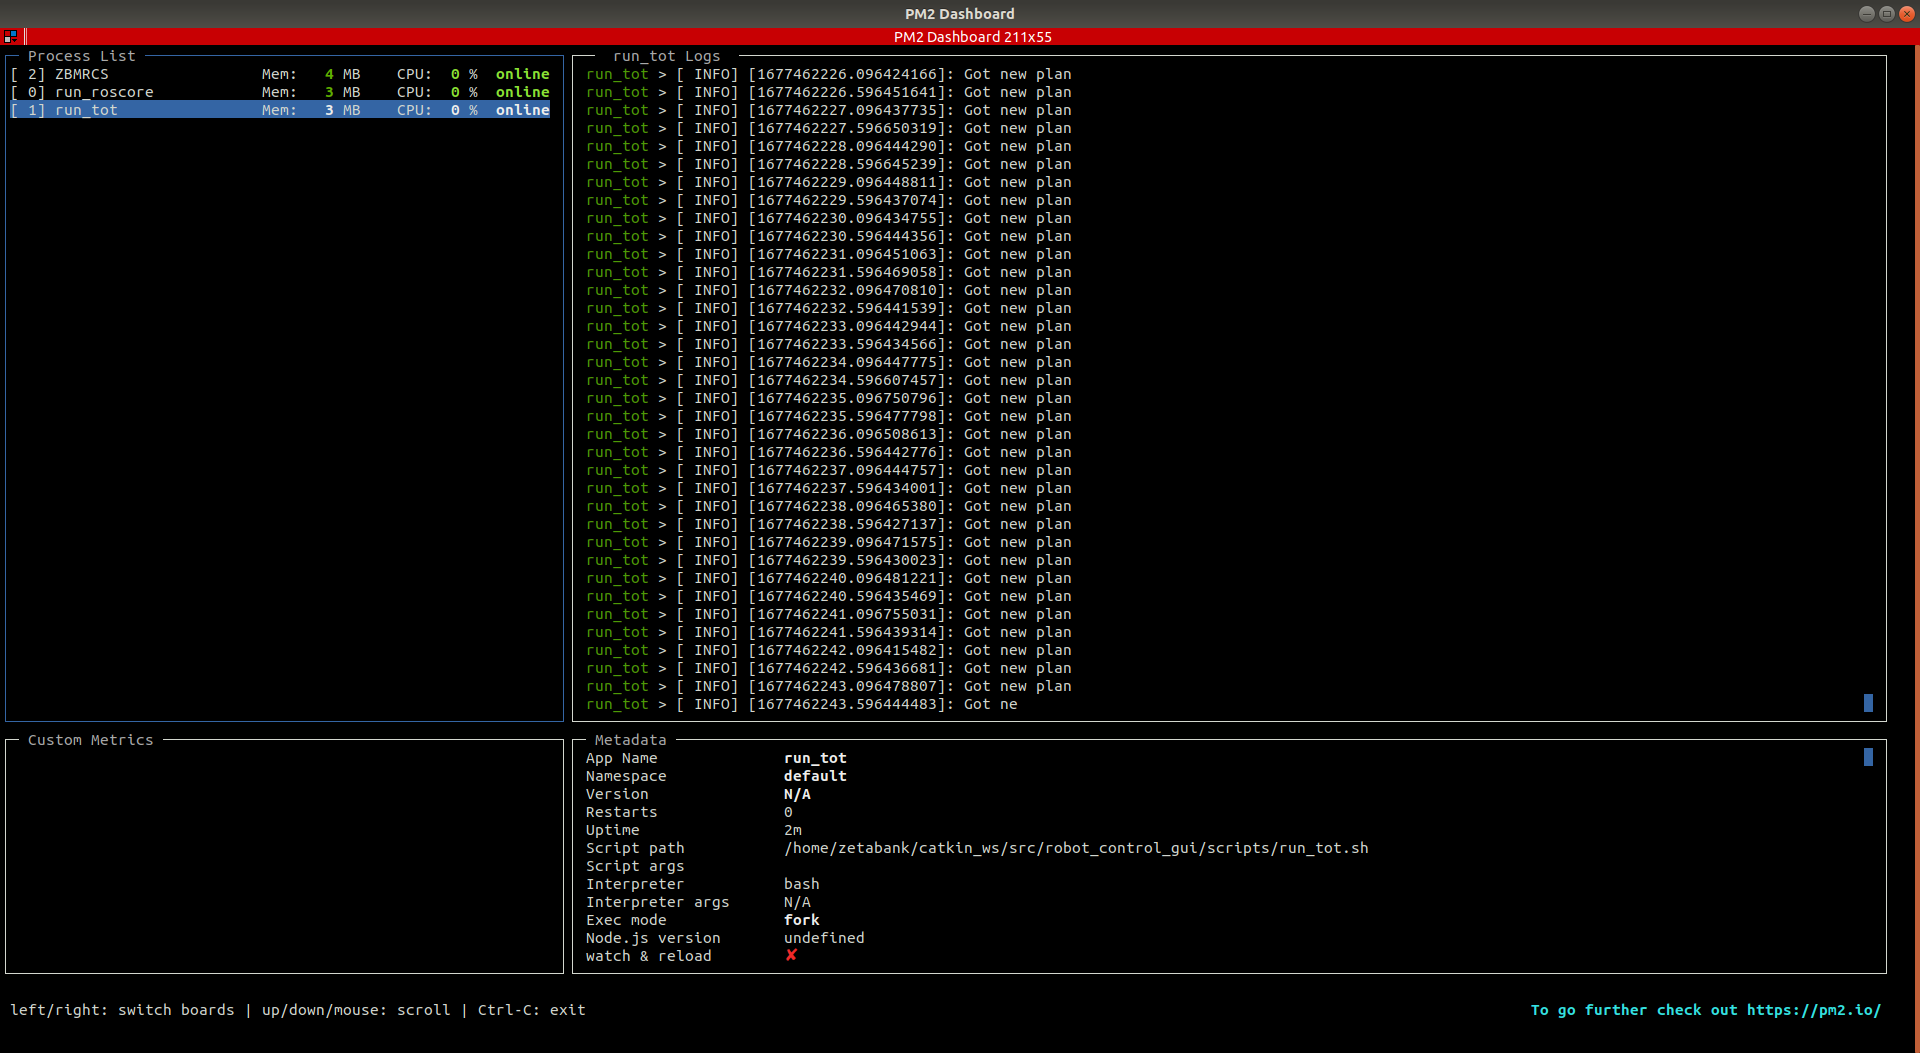 PM2 Dashboard
PM2 Dashboard 211x55
Process List
[ 2] ZBMRCS Mem: 4 MB CPU: 0 % online
[ 0] run_roscore Mem: 3 MB CPU: 0 % online
[ 1] run_tot Mem: 3 MB CPU: 0 % online
run_tot Logs
run_tot > [ INFO] [1677462226.096424166]: Got new plan
run_tot > [ INFO] [1677462226.596451641]: Got new plan
run_tot > [ INFO] [1677462227.096437735]: Got new plan
run_tot > [ INFO] [1677462227.596650319]: Got new plan
run_tot > [ INFO] [1677462228.096444290]: Got new plan
run_tot > [ INFO] [1677462228.596645239]: Got new plan
run_tot > [ INFO] [1677462229.096448811]: Got new plan
run_tot > [ INFO] [1677462229.596437074]: Got new plan
run_tot > [ INFO] [1677462230.096434755]: Got new plan
run_tot > [ INFO] [1677462230.596444356]: Got new plan
run_tot > [ INFO] [1677462231.096451063]: Got new plan
run_tot > [ INFO] [1677462231.596469058]: Got new plan
run_tot > [ INFO] [1677462232.096470810]: Got new plan
run_tot > [ INFO] [1677462232.596441539]: Got new plan
run_tot > [ INFO] [1677462233.096442944]: Got new plan
run_tot > [ INFO] [1677462233.596434566]: Got new plan
run_tot > [ INFO] [1677462234.096447775]: Got new plan
run_tot > [ INFO] [1677462234.596607457]: Got new plan
run_tot > [ INFO] [1677462235.096750796]: Got new plan
run_tot > [ INFO] [1677462235.596477798]: Got new plan
run_tot > [ INFO] [1677462236.096508613]: Got new plan
run_tot > [ INFO] [1677462236.596442776]: Got new plan
run_tot > [ INFO] [1677462237.096444757]: Got new plan
run_tot > [ INFO] [1677462237.596434001]: Got new plan
run_tot > [ INFO] [1677462238.096465380]: Got new plan
run_tot > [ INFO] [1677462238.596427137]: Got new plan
run_tot > [ INFO] [1677462239.096471575]: Got new plan
run_tot > [ INFO] [1677462239.596430023]: Got new plan
run_tot > [ INFO] [1677462240.096481221]: Got new plan
run_tot > [ INFO] [1677462240.596435469]: Got new plan
run_tot > [ INFO] [1677462241.096755031]: Got new plan
run_tot > [ INFO] [1677462241.596439314]: Got new plan
run_tot > [ INFO] [1677462242.096415482]: Got new plan
run_tot > [ INFO] [1677462242.596436681]: Got new plan
run_tot > [ INFO] [1677462243.096478807]: Got new plan
run_tot > [ INFO] [1677462243.596444483]: Got ne
Custom Metrics
Metadata
App Name run_tot
Namespace default
Version N/A
Restarts 0
Uptime 2m
Script path /home/zetabank/catkin_ws/src/robot_control_gui/scripts/run_tot.sh
Script args
Interpreter bash
Interpreter args N/A
Exec mode fork
Node.js version undefined
watch & reload ✘
left/right: switch boards | up/down/mouse: scroll | Ctrl-C: exit
To go further check out https://pm2.io/